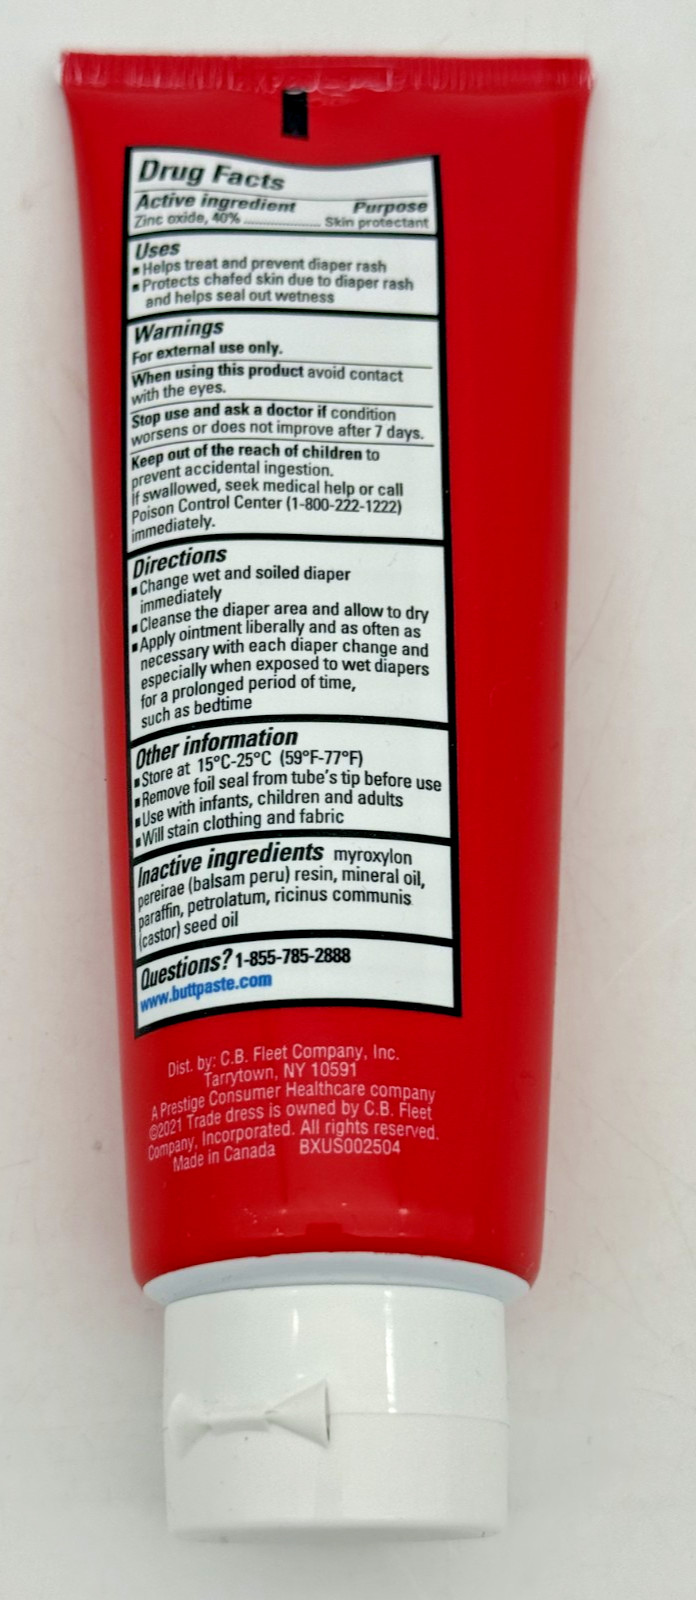 Drug Facts
Active ingredient Purpose
Zinc oxide, 40% .................... Skin protectant
Uses
▪ Helps treat and prevent diaper rash
▪ Protects chafed skin due to diaper rash
and helps seal out wetness
Warnings
For external use only.
When using this product avoid contact
with the eyes.
Stop use and ask a doctor if condition
worsens or does not improve after 7 days.
Keep out of the reach of children to
prevent accidental ingestion.
If swallowed, seek medical help or call
Poison Control Center (1-800-222-1222)
immediately.
Directions
▪ Change wet and soiled diaper
immediately
▪ Cleanse the diaper area and allow to dry
▪ Apply ointment liberally and as often as
necessary with each diaper change and
especially when exposed to wet diapers
for a prolonged period of time,
such as bedtime
Other information
▪ Store at 15°C-25°C (59°F-77°F)
▪ Remove foil seal from tube's tip before use
▪ Use with infants, children and adults
▪ Will stain clothing and fabric
Inactive ingredients myroxylon
pereirae (balsam peru) resin, mineral oil,
paraffin, petrolatum, ricinus communis
(castor) seed oil
Questions? 1-855-785-2888
www.buttpaste.com
Dist. by: C.B. Fleet Company, Inc.
Tarrytown, NY 10591
A Prestige Consumer Healthcare company
©2021 Trade dress is owned by C.B. Fleet
Company, Incorporated. All rights reserved.
Made in Canada BXUS002504